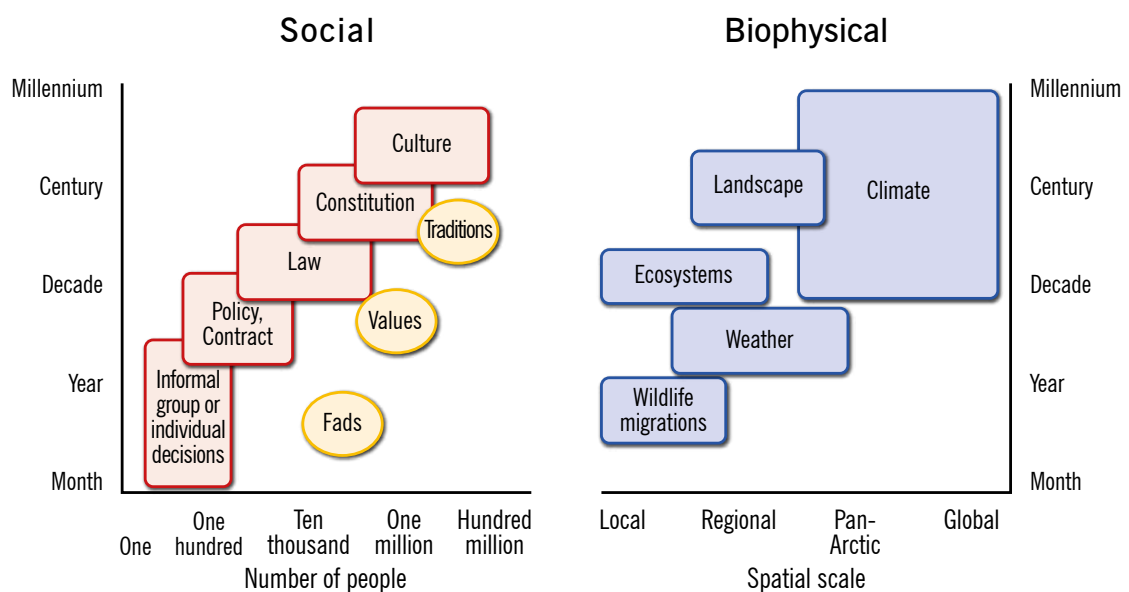 Social
Millennium
Century
Decade
Year
Month
Culture
Constitution
Traditions
Law
Values
Policy,
Contract
Informal
group or
individual
decisions
Fads
One
One
hundred
Ten
thousand
One
million
Hundred
million
Number of people
Biophysical
Climate
Landscape
Ecosystems
Weather
Wildlife
migrations
Millennium
Century
Decade
Year
Month
Local
Regional
Pan-
Arctic
Global
Spatial scale